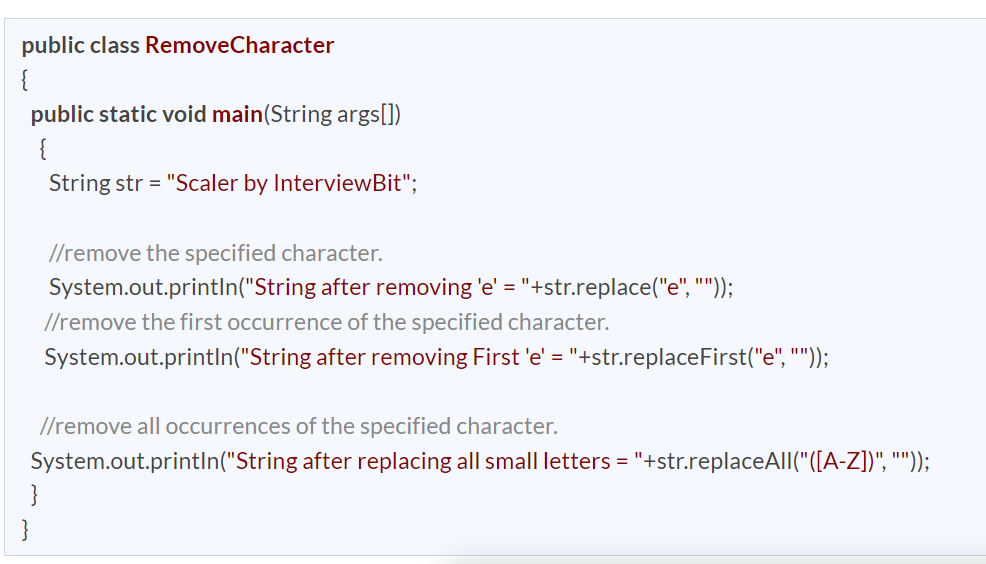 public class RemoveCharacter
{
public static void main(String args[])
{
String str = "Scaler by InterviewBit";
//remove the specified character.
System.out.println("String after removing 'e' = "+str.replace("e", ""));
//remove the first occurrence of the specified character.
System.out.println("String after removing First 'e' = "+str.replaceFirst("e", ""));
//remove all occurrences of the specified character.
System.out.println("String after replacing all small letters = "+str.replaceAll("([A-Z])", ""));
}
}